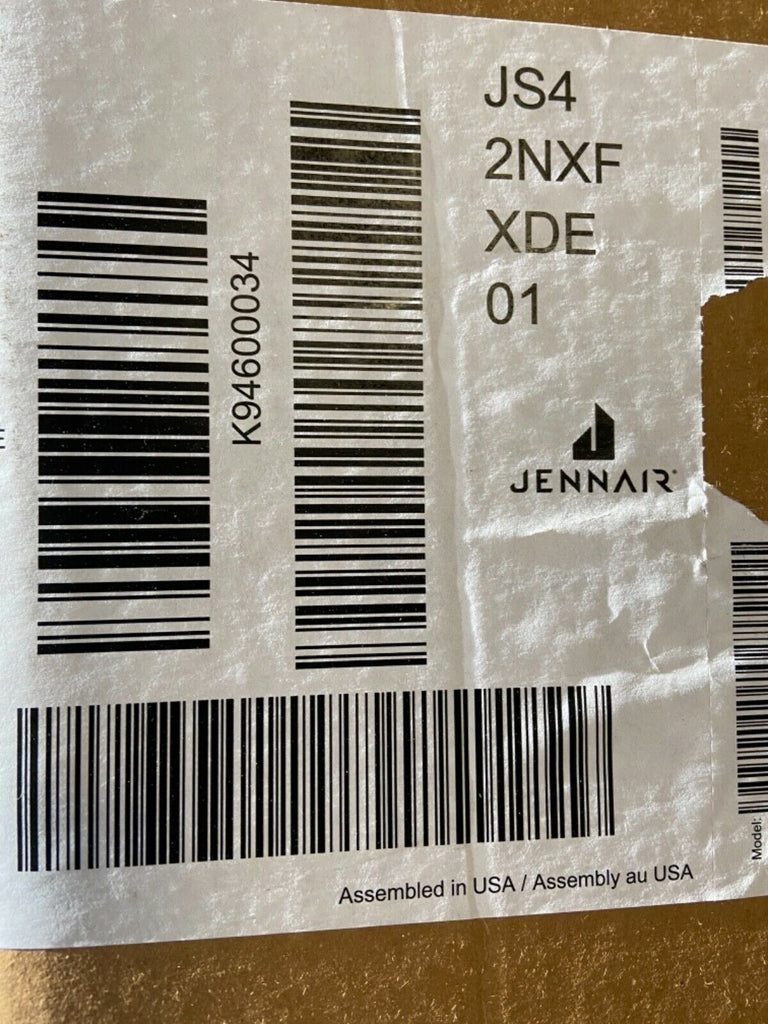 JS4
2NXF
XDE
01
K94600034
JENNAIR®
Assembled in USA / Assembly au USA
Model: